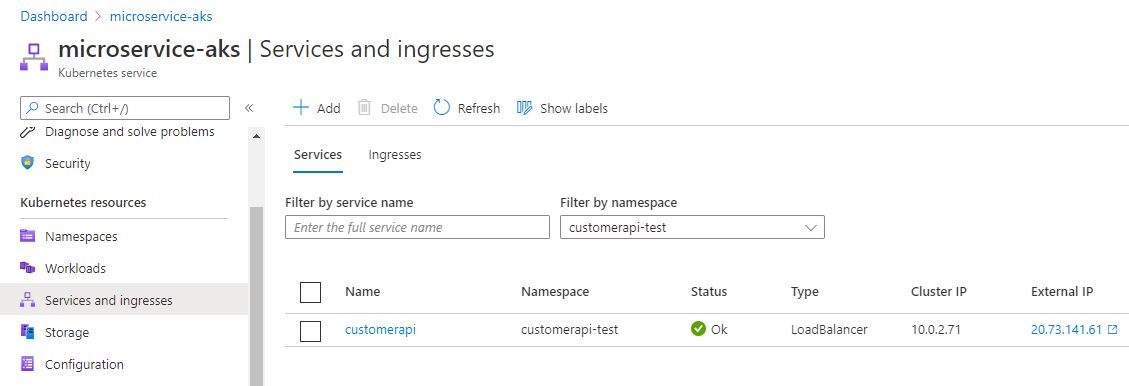 Dashboard > microservice-aks
microservice-aks | Services and ingresses
Kubernetes service
Search (Ctrl+/) «
Diagnose and solve problems
Security
Kubernetes resources
Namespaces
Workloads
Services and ingresses
Storage
Configuration
Add Delete Refresh Show labels
Services Ingresses
Filter by service name Filter by namespace
Enter the full service name customerapi-test
Name Namespace Status Type Cluster IP External IP
customerapi customerapi-test Ok LoadBalancer 10.0.2.71 20.73.141.61